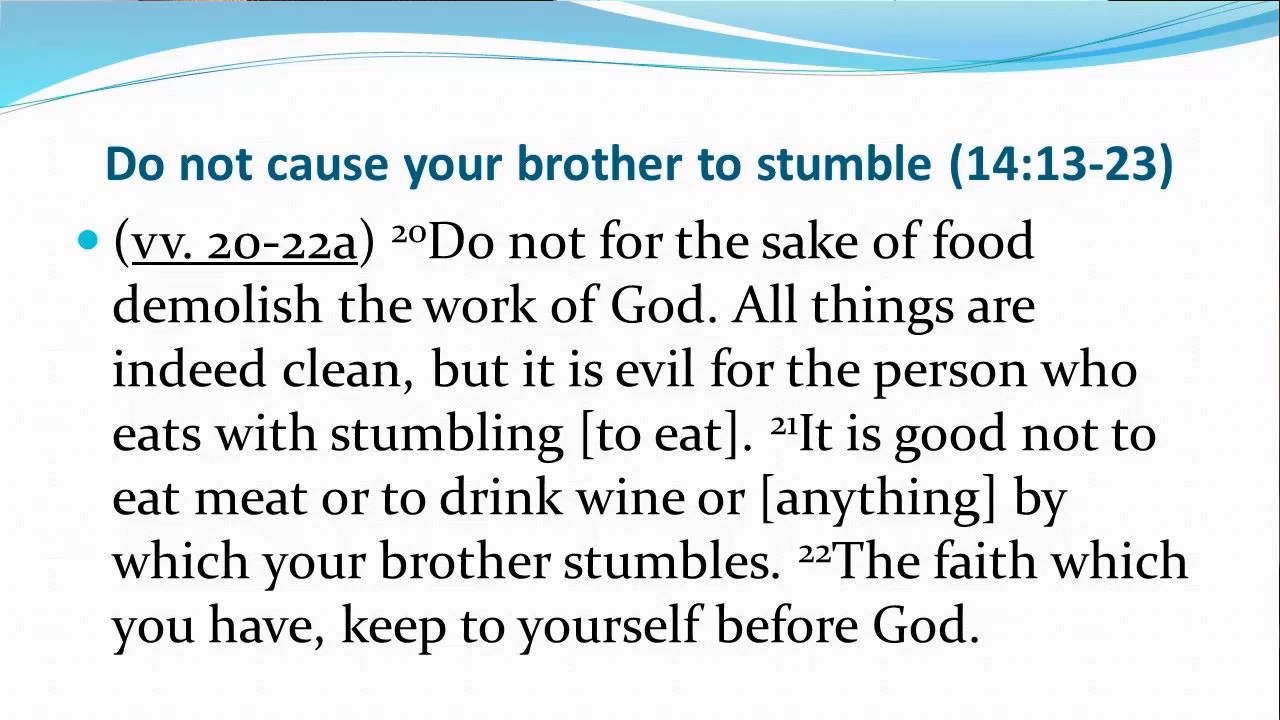 Do not cause your brother to stumble (14:13-23)
• (vv. 20-22a) ²⁰Do not for the sake of food
demolish the work of God. All things are
indeed clean, but it is evil for the person who
eats with stumbling [to eat]. ²¹It is good not to
eat meat or to drink wine or [anything] by
which your brother stumbles. ²²The faith which
you have, keep to yourself before God.